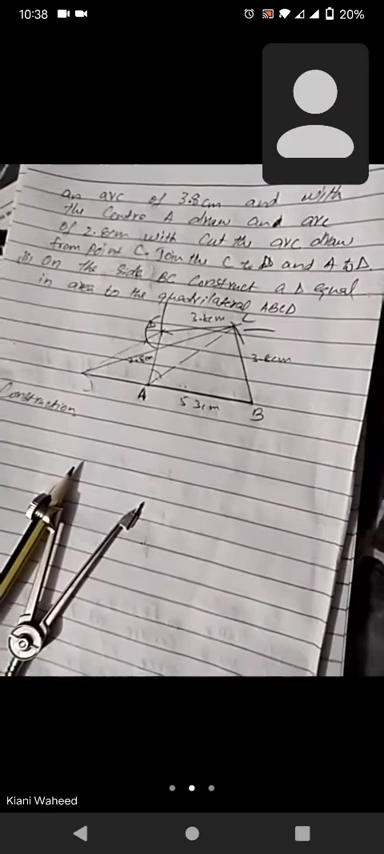 10:38
20%
an arc of 3.8cm and with
the Centre A draw and arc
of 2.8cm with cut the arc draw
from Point C. Join the C to D and A to D.
On the Side BC Construct a Δ equal
in area to the quadrilateral ABCD
C
A
5.3cm
B
Construction
Kiani Waheed